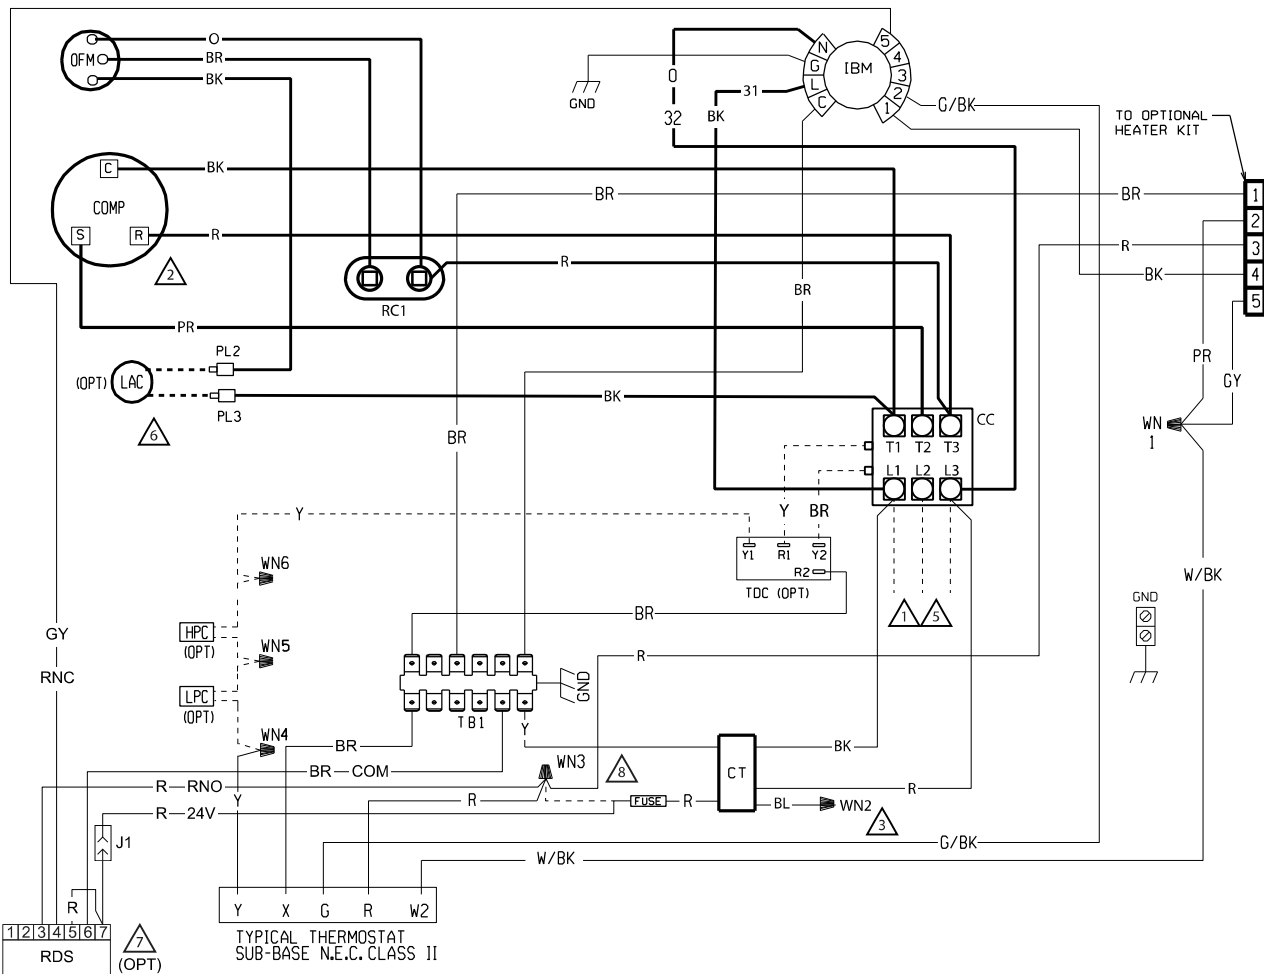 O
BR
BK
OFM
GND
0
32
31
BK
N
G
L
C
IBM
5
4
3
2
1
G/BK
TO OPTIONAL
HEATER KIT
C
BK
COMP
S
R
R
2
BR
BR
1
2
R
3
BK
4
5
R
RC1
BR
PR
PL2
(OPT)
LAC
PL3
BK
6
PR
GY
WN
1
CC
T1
T2
T3
L1
L2
L3
BR
Y
Y
BR
Y1
R1
Y2
R2
TDC (OPT)
WN6
W/BK
GND
1
5
BR
HPC
(OPT)
WN5
GY
RNC
R
LPC
(OPT)
GND
TB1
Y
WN4
BR
BK
WN3
8
CT
BR
COM
R
RNO
Y
R
FUSE
R
R
BL
WN2
3
R
24V
J1
G/BK
W/BK
R
Y
X
G
R
W2
1
2
3
4
5
6
7
RDS
7
(OPT)
TYPICAL THERMOSTAT
SUB-BASE N.E.C. CLASS II